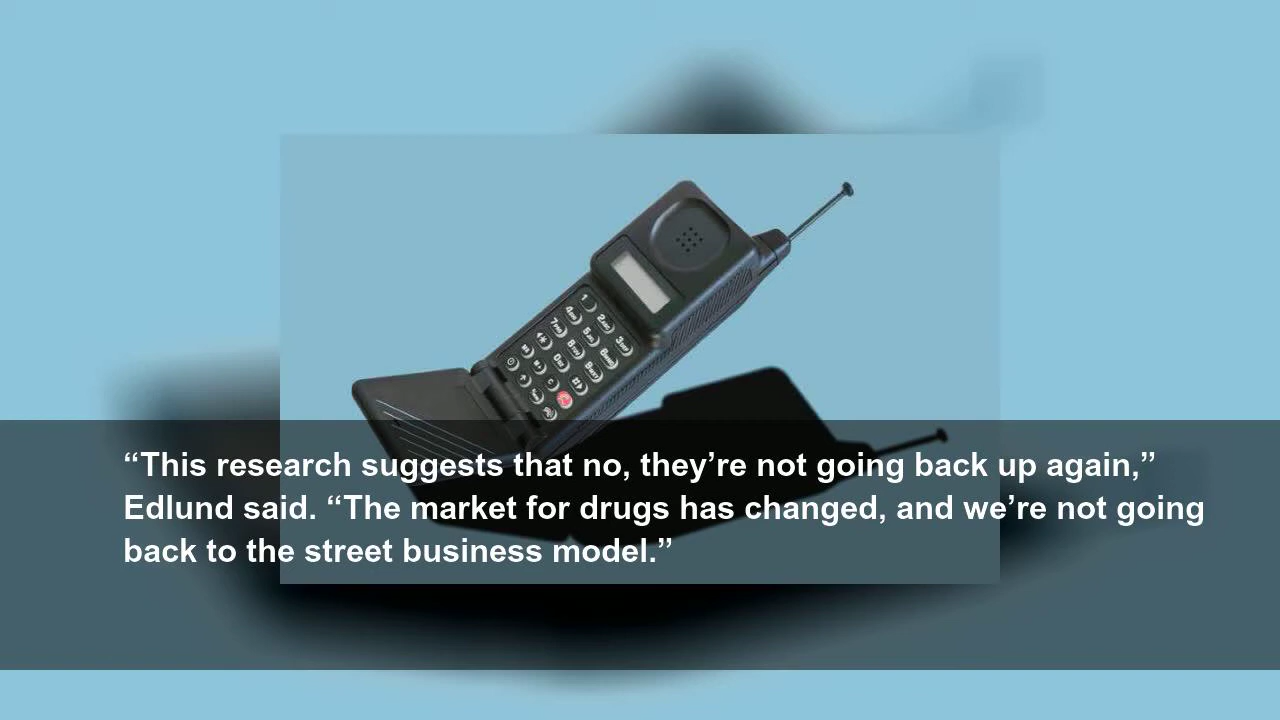 “This research suggests that no, they’re not going back up again,”
Edlund said. “The market for drugs has changed, and we’re not going
back to the street business model.”